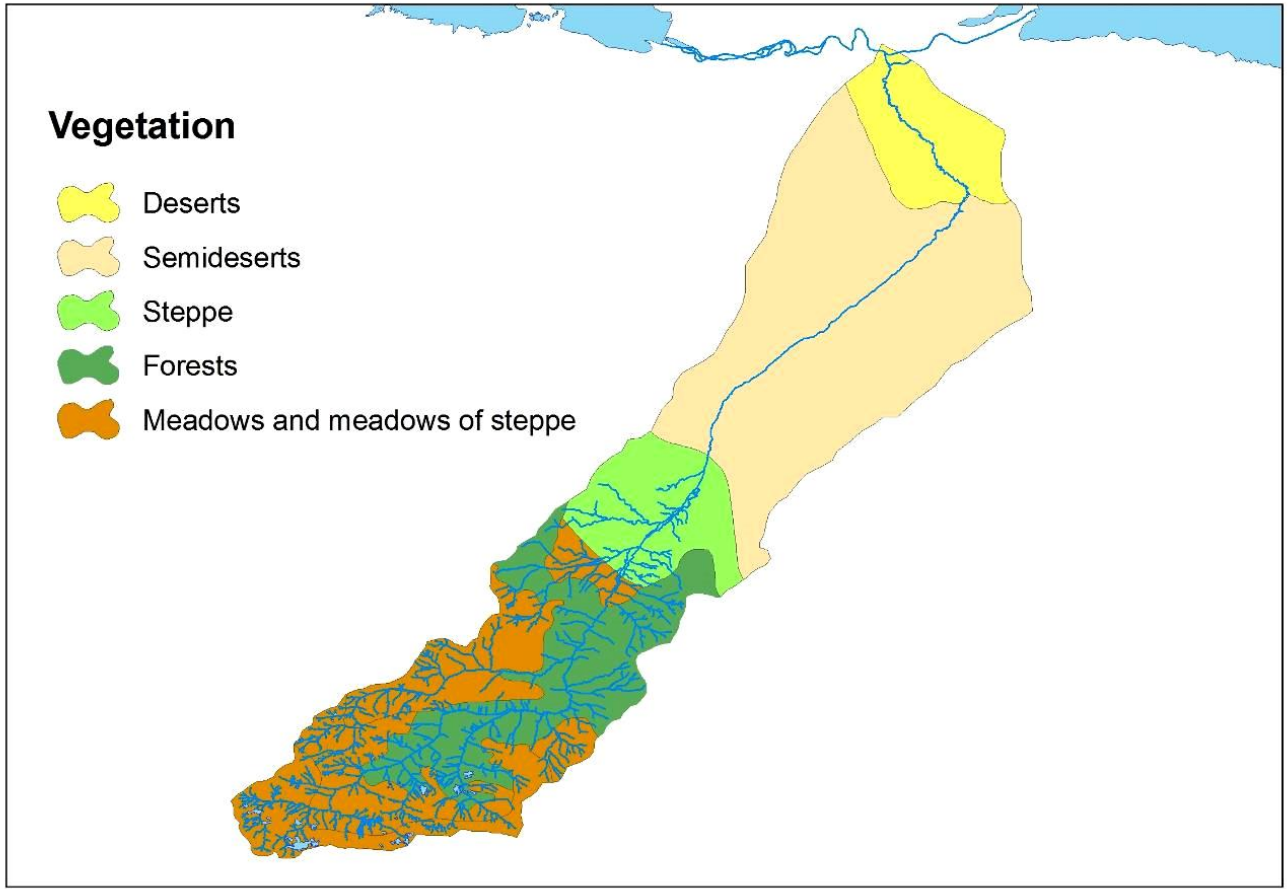 Vegetation
Deserts
Semideserts
Steppe
Forests
Meadows and meadows of steppe